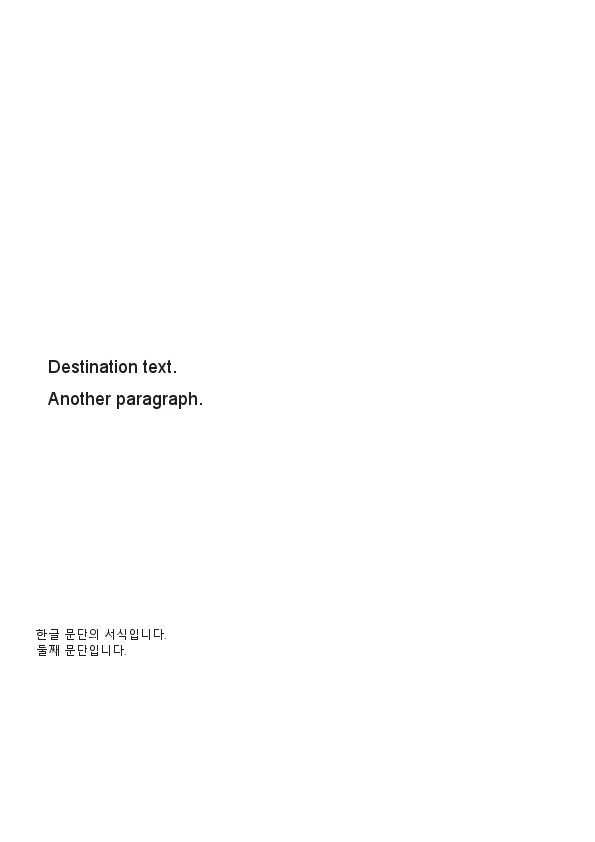 Destination text.
Another paragraph.
한글 문단의 서식입니다.
둘째 문단입니다.